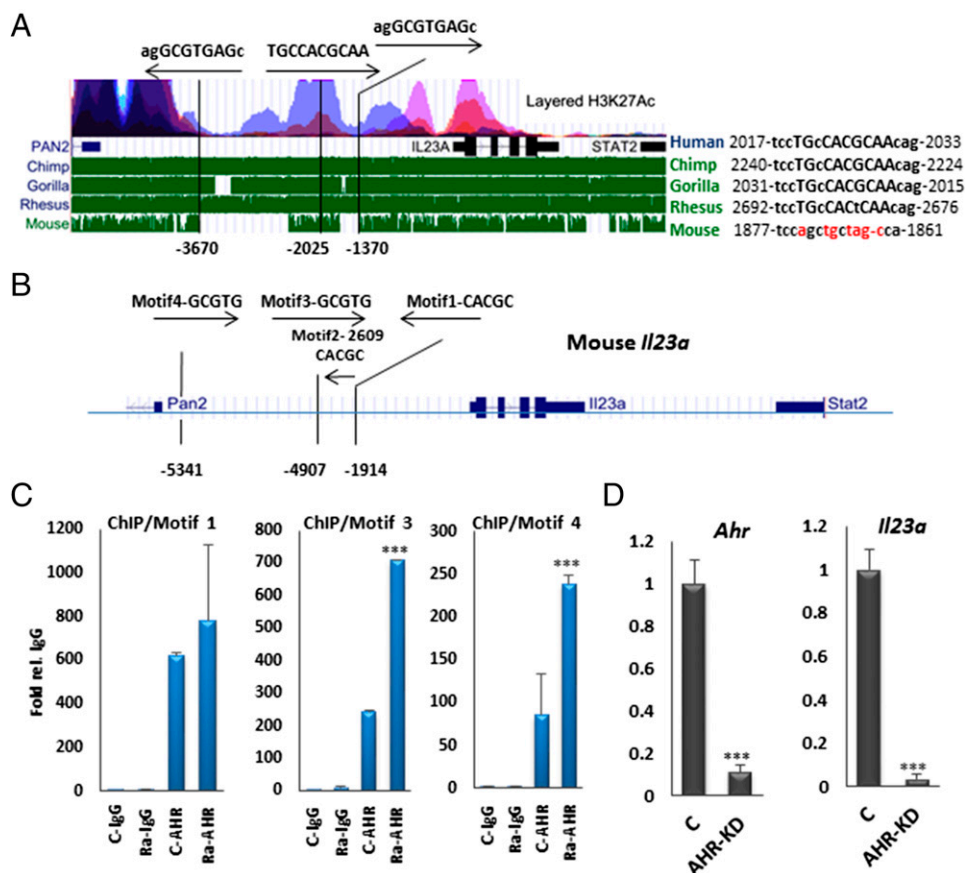 A
agGCGTGAGc
TGCCACGCAA
agGCGTGAGc
Layered H3K27Ac
PAN2
IL23A
STAT2
Chimp
Gorilla
Rhesus
Mouse
-3670
-2025
-1370
Human 2017-tccTGcCACGCAAcag-2033
Chimp 2240-tccTGcCACGCAAcag-2224
Gorilla 2031-tccTGcCACGCAAcag-2015
Rhesus 2692-tccTGcCACtCAAcag-2676
Mouse 1877-tccagctgctag-cca-1861
B
Motif4-GCGTG
Motif3-GCGTG
Motif1-CACGC
Motif2-2609
CACGC
Mouse Il23a
Pan2
Il23a
Stat2
-5341
-4907
-1914
C
ChIP/Motif 1
Fold rel. IgG
1200
1000
800
600
400
200
0
C-IgG
Ra-IgG
C-AHR
Ra-AHR
ChIP/Motif 3
800
700
600
500
400
300
200
100
0
***
C-IgG
Ra-IgG
C-AHR
Ra-AHR
ChIP/Motif 4
300
250
200
150
100
50
0
***
C-IgG
Ra-IgG
C-AHR
Ra-AHR
D
Ahr
1.2
1
0.8
0.6
0.4
0.2
0
***
C
AHR-KD
Il23a
1.2
1
0.8
0.6
0.4
0.2
0
***
C
AHR-KD